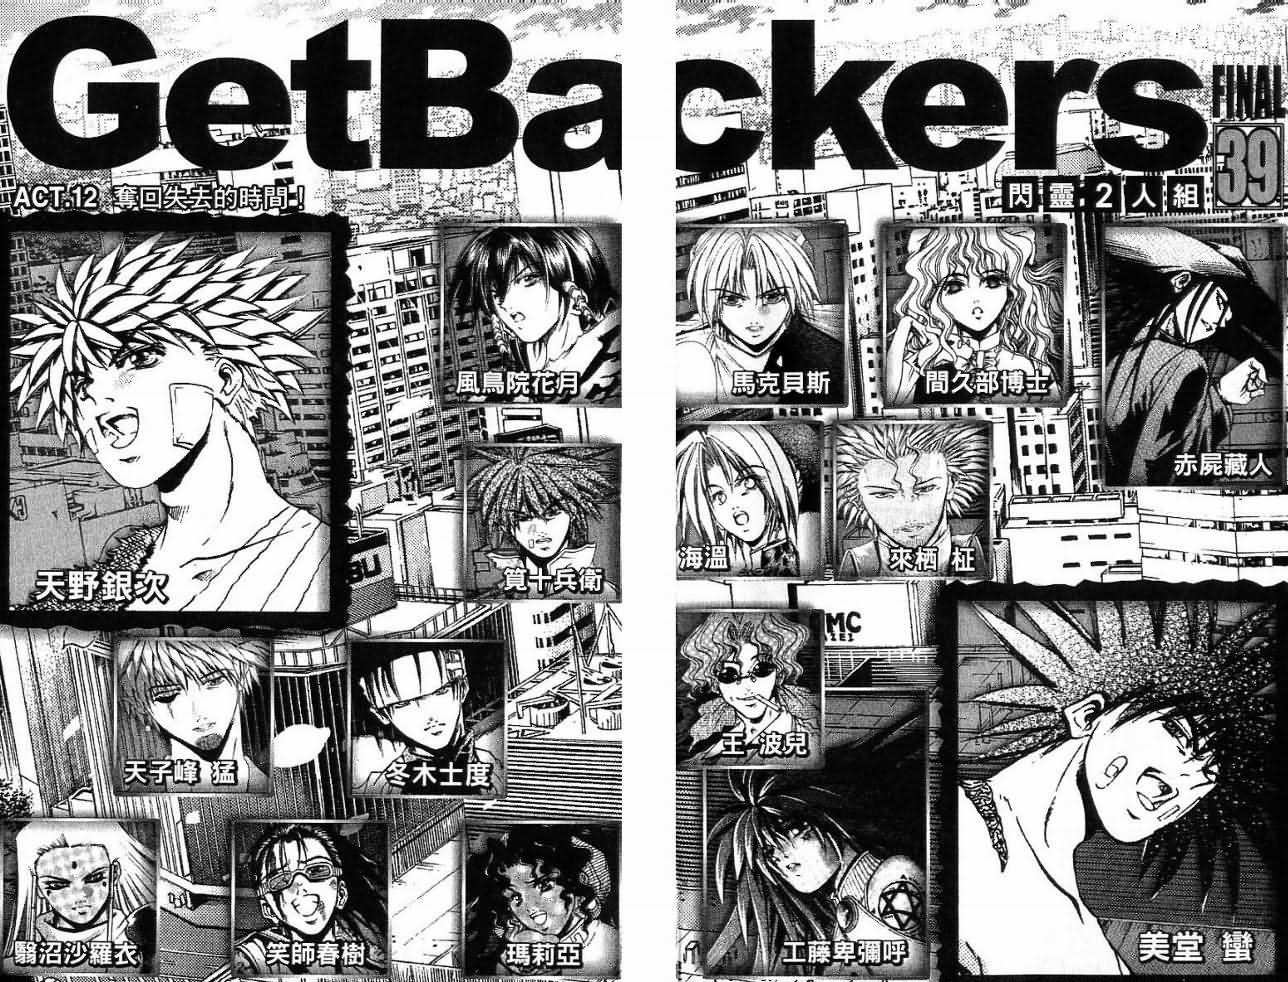 GetBackers
FINAL
39
ACT.12 奪回失去的時間！
閃靈二人組
天野銀次
風鳥院花月
筧十兵衛
馬克貝斯
間久部博士
赤屍藏人
海溫
來栖 柾
天子峰 猛
冬木士度
王 波兒
MC
翳沼沙羅衣
笑師春樹
瑪莉亞
工藤卑彌呼
美堂 蠻